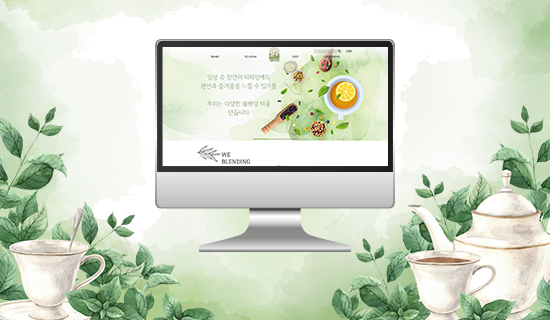 일상 속 잠깐의 티타임에도
편안과 즐거움을 느낄 수 있기를
우리는 다양한 블렌딩 티를
만듭니다
WE
BLENDING